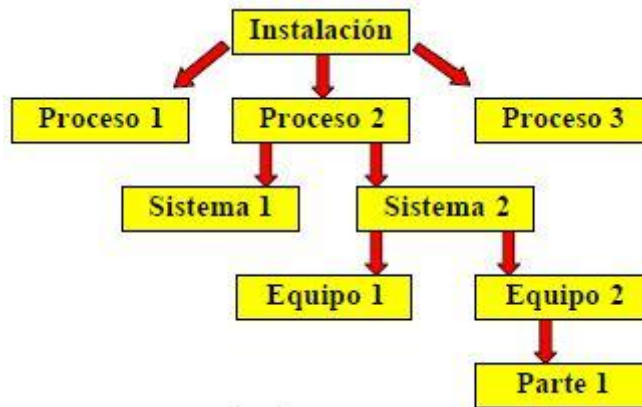 Instalación
Proceso 1
Proceso 2
Proceso 3
Sistema 1
Sistema 2
Equipo 1
Equipo 2
Parte 1